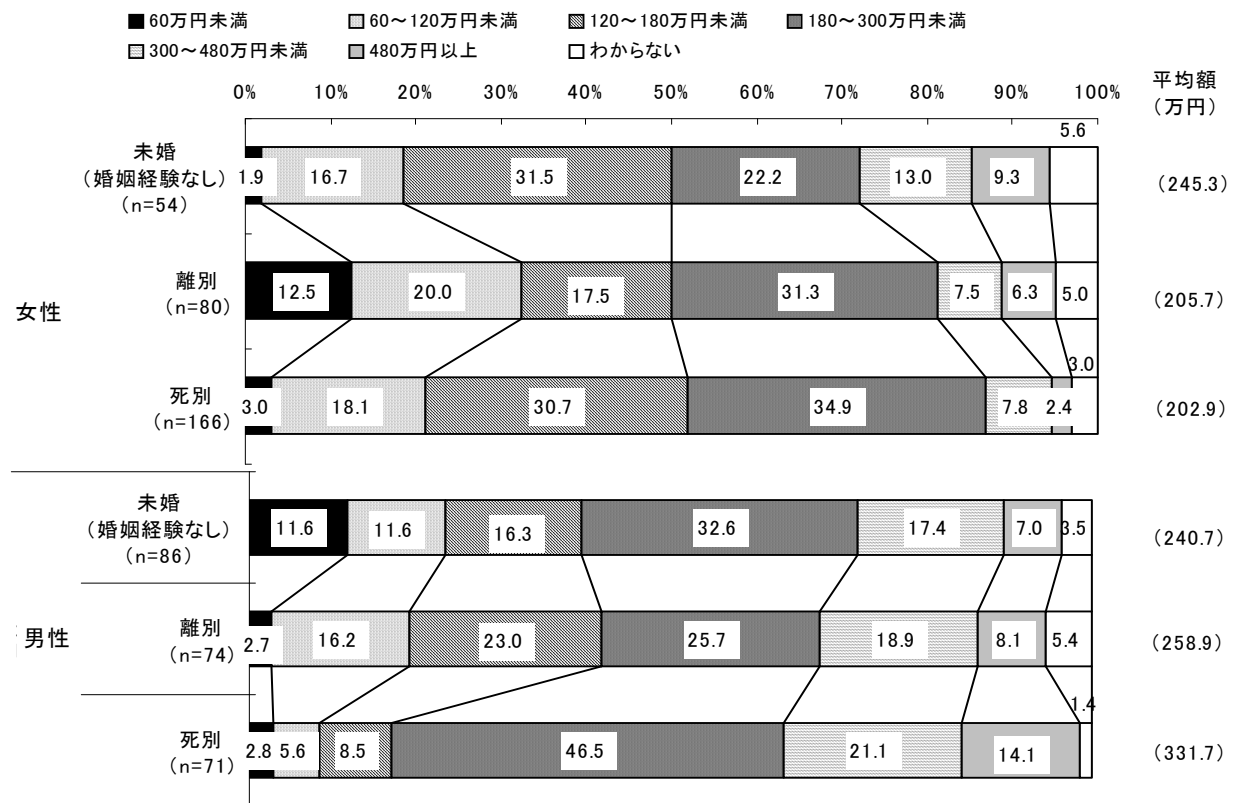 60万円未満 60～120万円未満 120～180万円未満 180～300万円未満
300～480万円未満 480万円以上 わからない
0% 10% 20% 30% 40% 50% 60% 70% 80% 90% 100%
平均額
（万円）
5.6
未婚
（婚姻経験なし）
（n=54）
1.9 16.7 31.5 22.2 13.0 9.3
（245.3）
女性
離別
（n=80）
12.5 20.0 17.5 31.3 7.5 6.3 5.0
（205.7）
3.0
死別
（n=166）
3.0 18.1 30.7 34.9 7.8 2.4
（202.9）
未婚
（婚姻経験なし）
（n=86）
11.6 11.6 16.3 32.6 17.4 7.0 3.5
（240.7）
男性
離別
（n=74）
2.7 16.2 23.0 25.7 18.9 8.1 5.4
（258.9）
1.4
死別
（n=71）
2.8 5.6 8.5 46.5 21.1 14.1
（331.7）